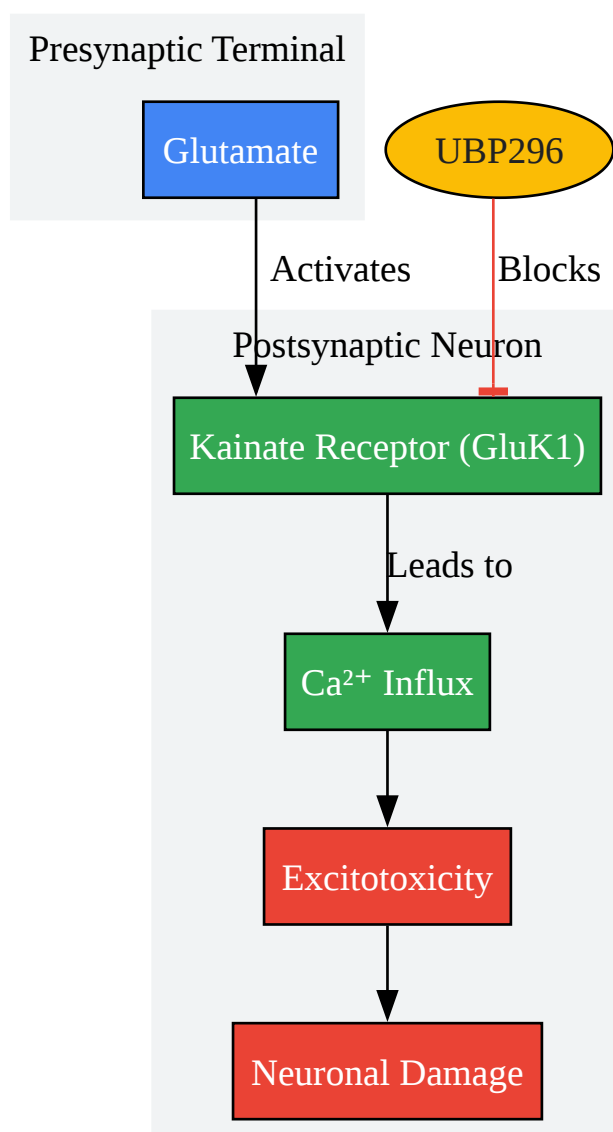 Presynaptic Terminal
Glutamate
UBP296
Activates
Blocks
Postsynaptic Neuron
Kainate Receptor (GluK1)
Leads to
Ca²⁺ Influx
Excitotoxicity
Neuronal Damage